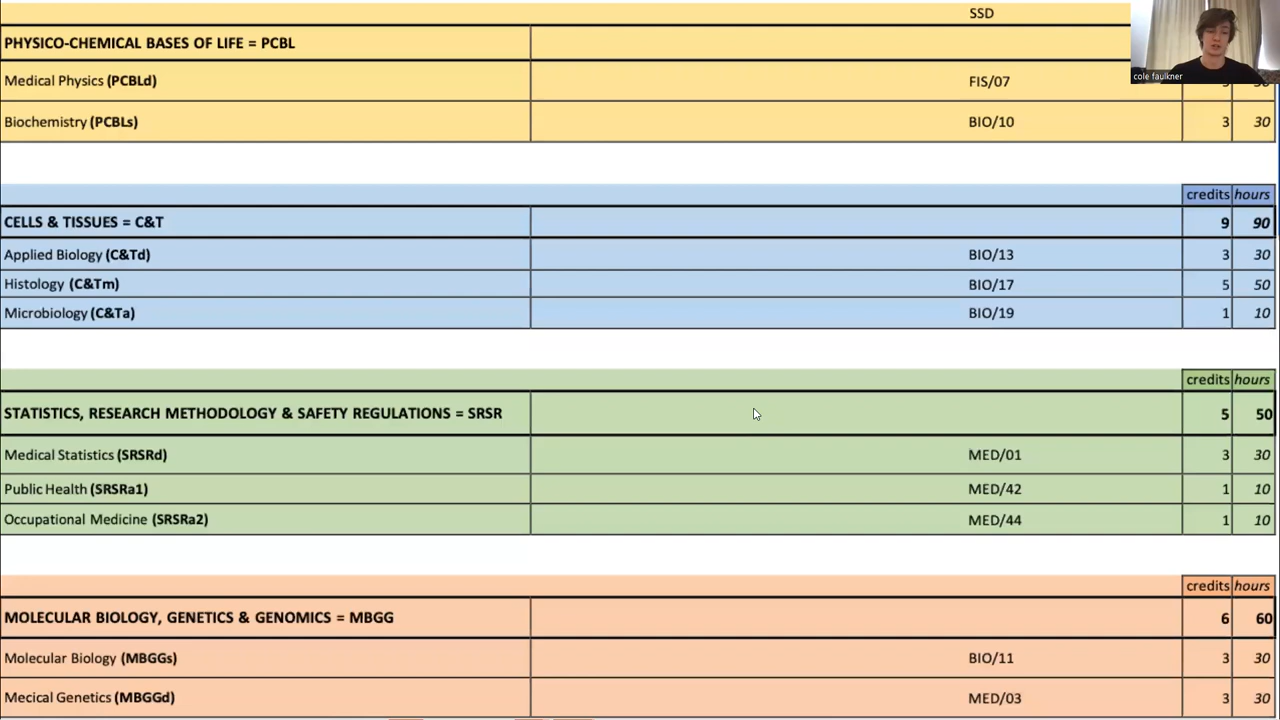 SSD
PHYSICO-CHEMICAL BASES OF LIFE = PCBL
cole faulkner
Medical Physics (PCBLd) FIS/07
Biochemistry (PCBLs) BIO/10 3 30
credits hours
CELLS & TISSUES = C&T 9 90
Applied Biology (C&Td) BIO/13 3 30
Histology (C&Tm) BIO/17 5 50
Microbiology (C&Ta) BIO/19 1 10
credits hours
STATISTICS, RESEARCH METHODOLOGY & SAFETY REGULATIONS = SRSR 5 50
Medical Statistics (SRSRd) MED/01 3 30
Public Health (SRSRa1) MED/42 1 10
Occupational Medicine (SRSRa2) MED/44 1 10
credits hours
MOLECULAR BIOLOGY, GENETICS & GENOMICS = MBGG 6 60
Molecular Biology (MBGGs) BIO/11 3 30
Mecical Genetics (MBGGd) MED/03 3 30